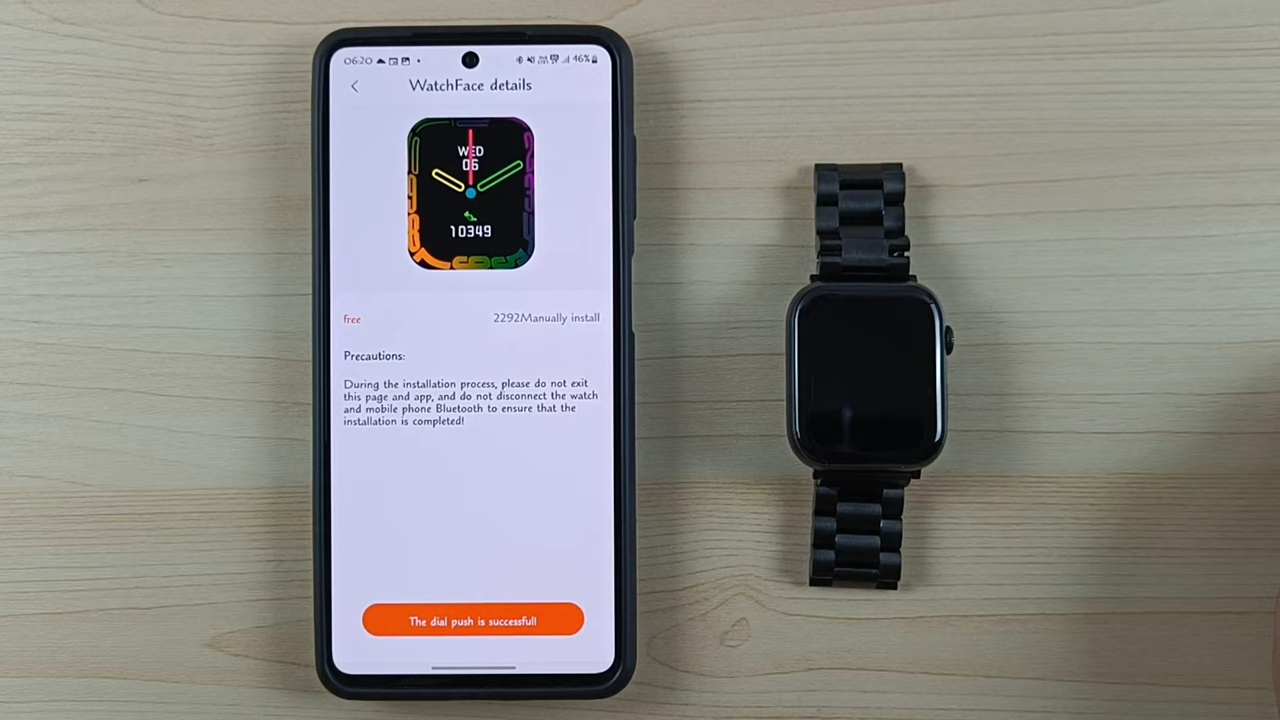 06:20 46%
WatchFace details
WED
06
10349
free 2292Manually install
Precautions:
During the installation process, please do not exit
this page and app, and do not disconnect the watch
and mobile phone Bluetooth to ensure that the
installation is completed!
The dial push is successful!